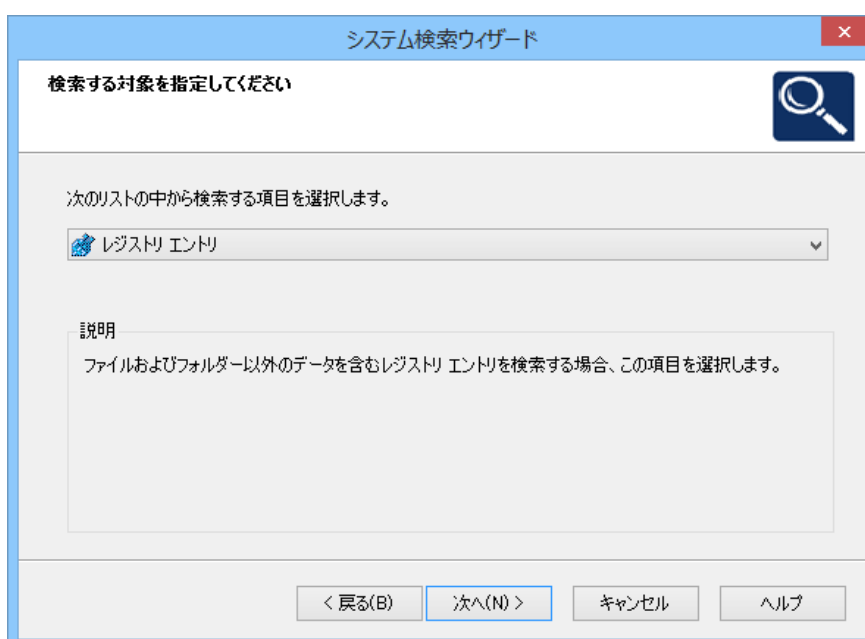 システム検索ウィザード
検索する対象を指定してください
次のリストの中から検索する項目を選択します。
レジストリ エントリ
説明
ファイルおよびフォルダー以外のデータを含むレジストリ エントリを検索する場合、この項目を選択します。
< 戻る(B)
次へ(N) >
キャンセル
ヘルプ